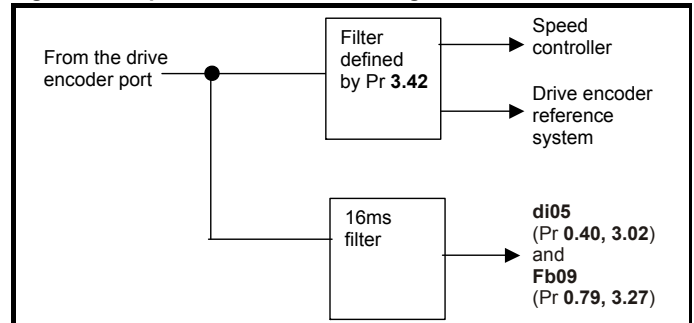 From the drive
encoder port
Filter
defined
by Pr 3.42
Speed
controller
Drive encoder
reference
system
16ms
filter
di05
(Pr 0.40, 3.02)
and
Fb09
(Pr 0.79, 3.27)